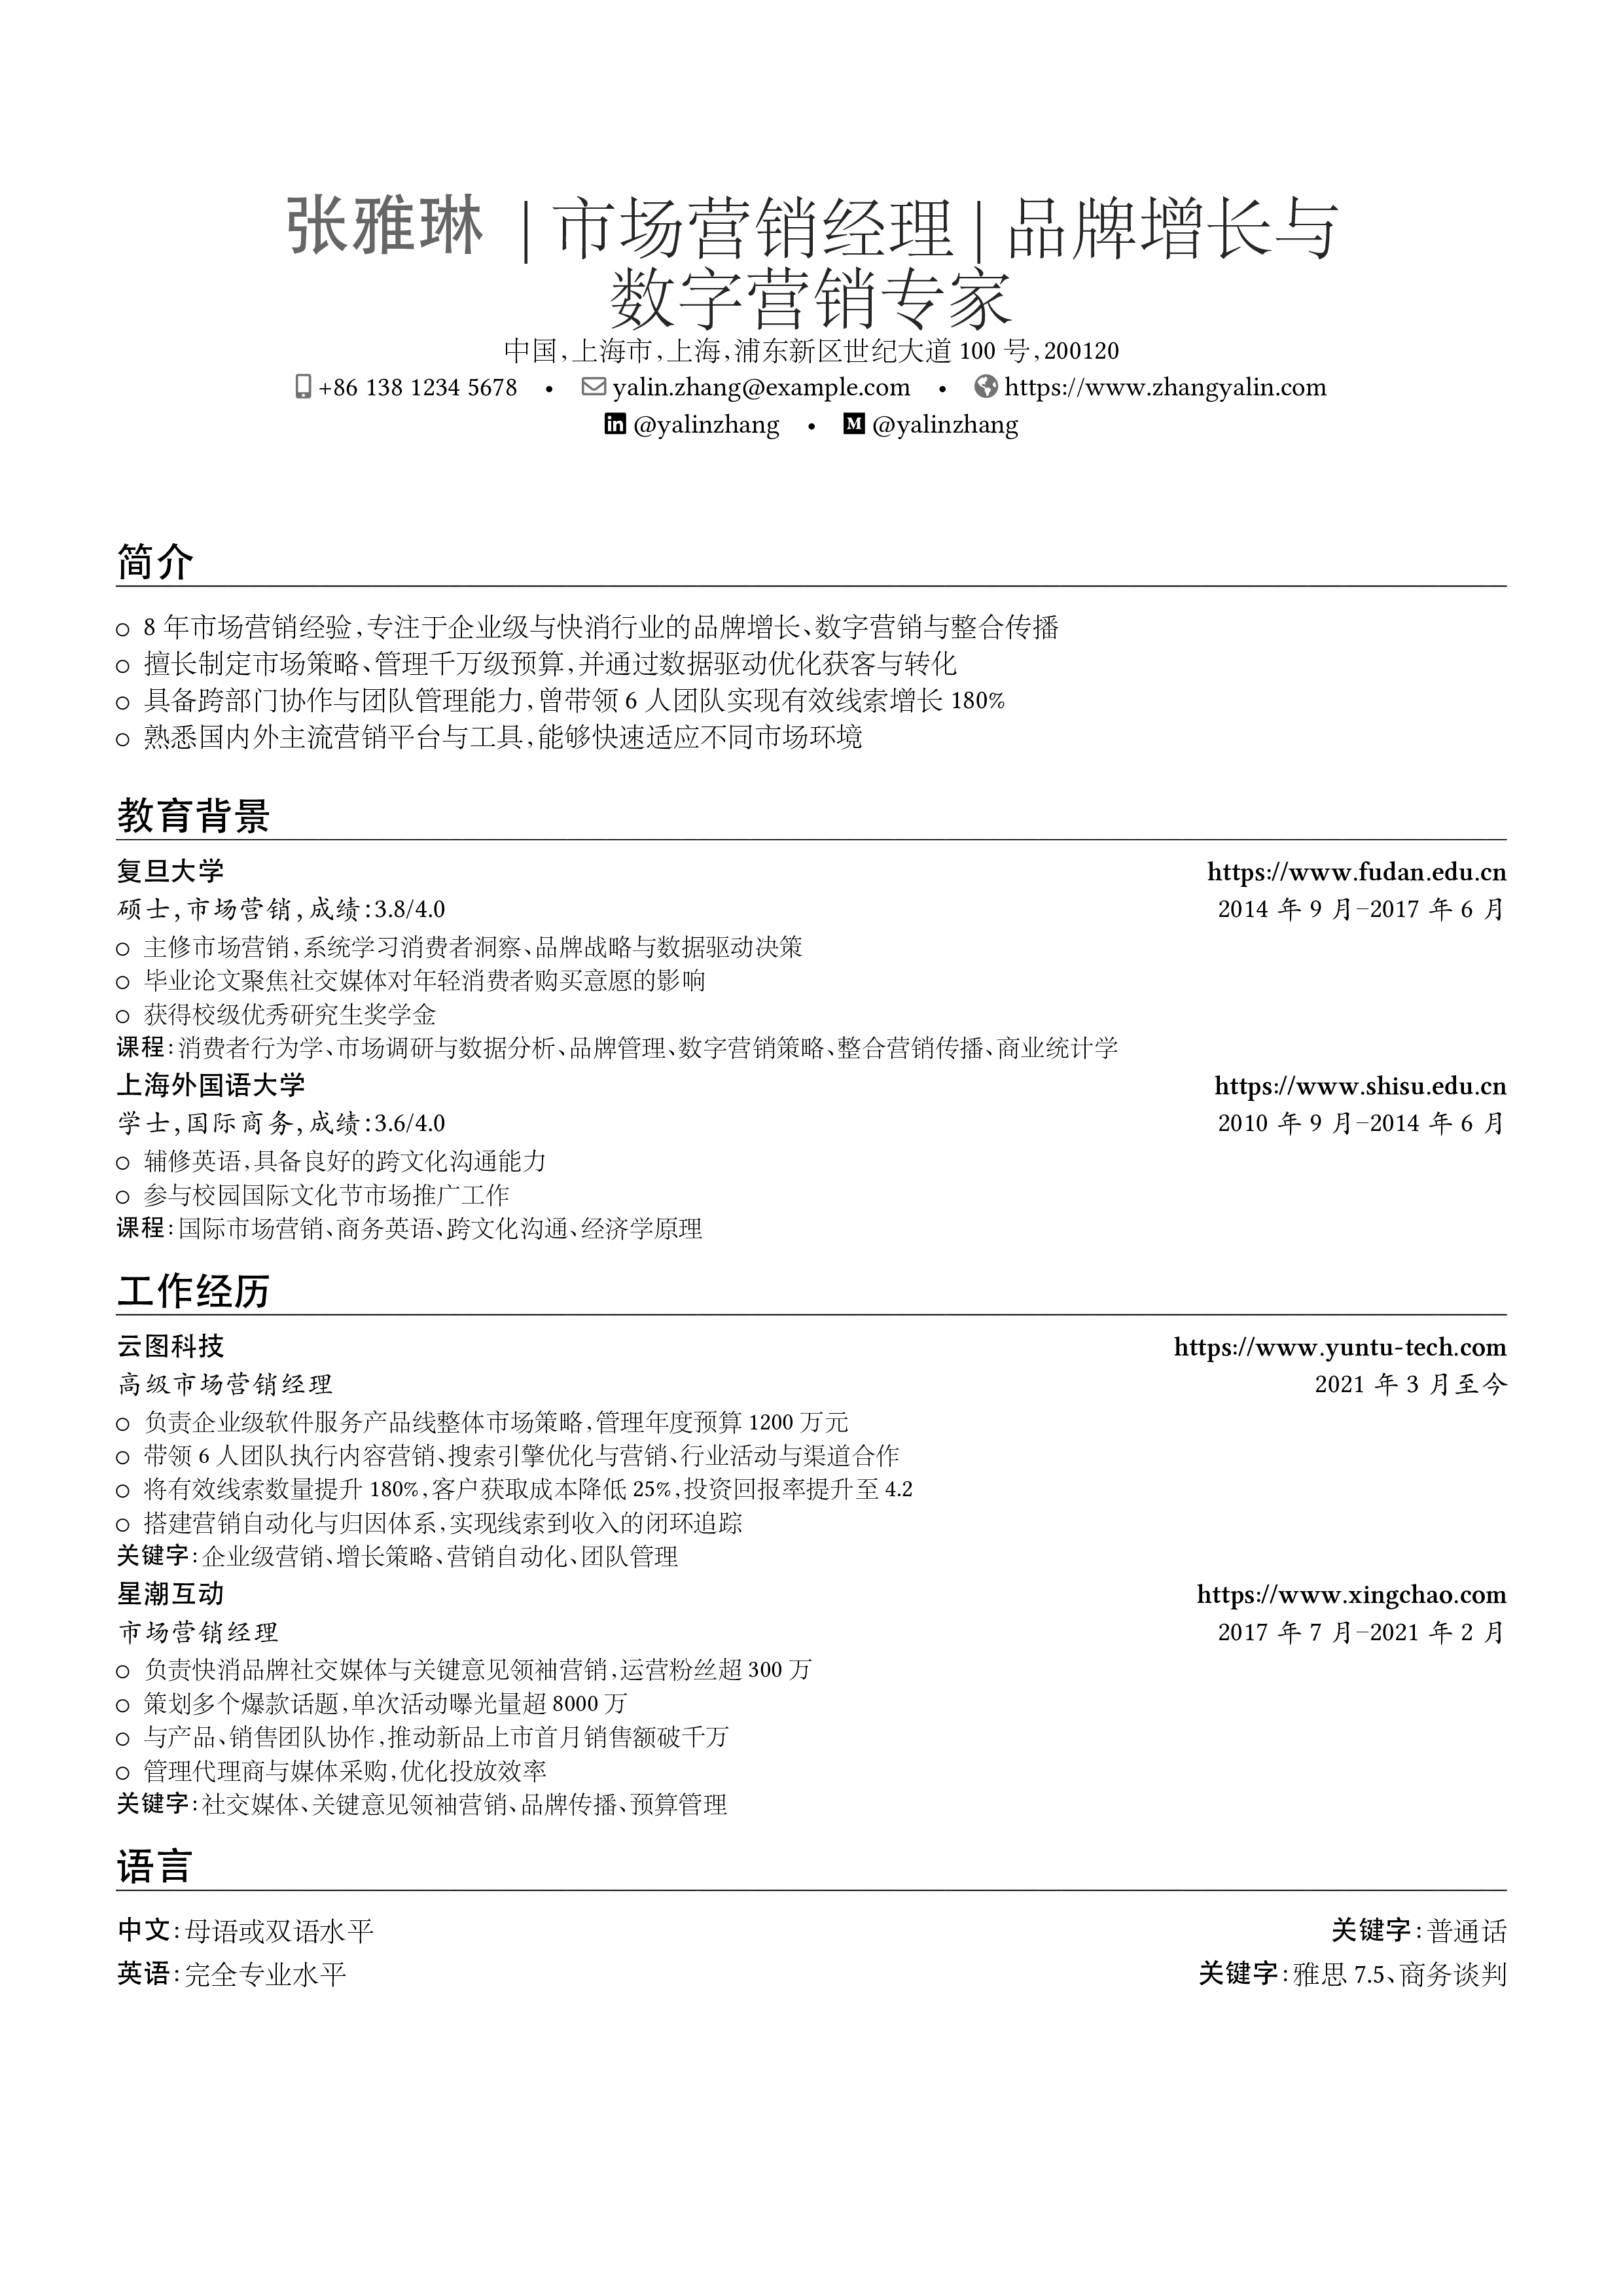 张雅琳 | 市场营销经理 | 品牌增长与
数字营销专家
中国,上海市,上海,浦东新区世纪大道 100 号,200120
+86 138 1234 5678 • yalin.zhang@example.com • https://www.zhangyalin.com
@yalinzhang • @yalinzhang
简介
○ 8 年市场营销经验,专注于企业级与快消行业的品牌增长、数字营销与整合传播
○ 擅长制定市场策略、管理千万级预算,并通过数据驱动优化获客与转化
○ 具备跨部门协作与团队管理能力,曾带领 6 人团队实现有效线索增长 180%
○ 熟悉国内外主流营销平台与工具,能够快速适应不同市场环境
教育背景
复旦大学 https://www.fudan.edu.cn
硕士,市场营销,成绩:3.8/4.0 2014 年 9 月–2017 年 6 月
○ 主修市场营销,系统学习消费者洞察、品牌战略与数据驱动决策
○ 毕业论文聚焦社交媒体对年轻消费者购买意愿的影响
○ 获得校级优秀研究生奖学金
课程:消费者行为学、市场调研与数据分析、品牌管理、数字营销策略、整合营销传播、商业统计学
上海外国语大学 https://www.shisu.edu.cn
学士,国际商务,成绩:3.6/4.0 2010 年 9 月–2014 年 6 月
○ 辅修英语,具备良好的跨文化沟通能力
○ 参与校园国际文化节市场推广工作
课程:国际市场营销、商务英语、跨文化沟通、经济学原理
工作经历
云图科技 https://www.yuntu-tech.com
高级市场营销经理 2021 年 3 月至今
○ 负责企业级软件服务产品线整体市场策略,管理年度预算 1200 万元
○ 带领 6 人团队执行内容营销、搜索引擎优化与营销、行业活动与渠道合作
○ 将有效线索数量提升 180%,客户获取成本降低 25%,投资回报率提升至 4.2
○ 搭建营销自动化与归因体系,实现线索到收入的闭环追踪
关键字:企业级营销、增长策略、营销自动化、团队管理
星潮互动 https://www.xingchao.com
市场营销经理 2017 年 7 月–2021 年 2 月
○ 负责快消品牌社交媒体与关键意见领袖营销,运营粉丝超 300 万
○ 策划多个爆款话题,单次活动曝光量超 8000 万
○ 与产品、销售团队协作,推动新品上市首月销售额破千万
○ 管理代理商与媒体采购,优化投放效率
关键字:社交媒体、关键意见领袖营销、品牌传播、预算管理
语言
中文:母语或双语水平 关键字:普通话
英语:完全专业水平 关键字:雅思 7.5、商务谈判